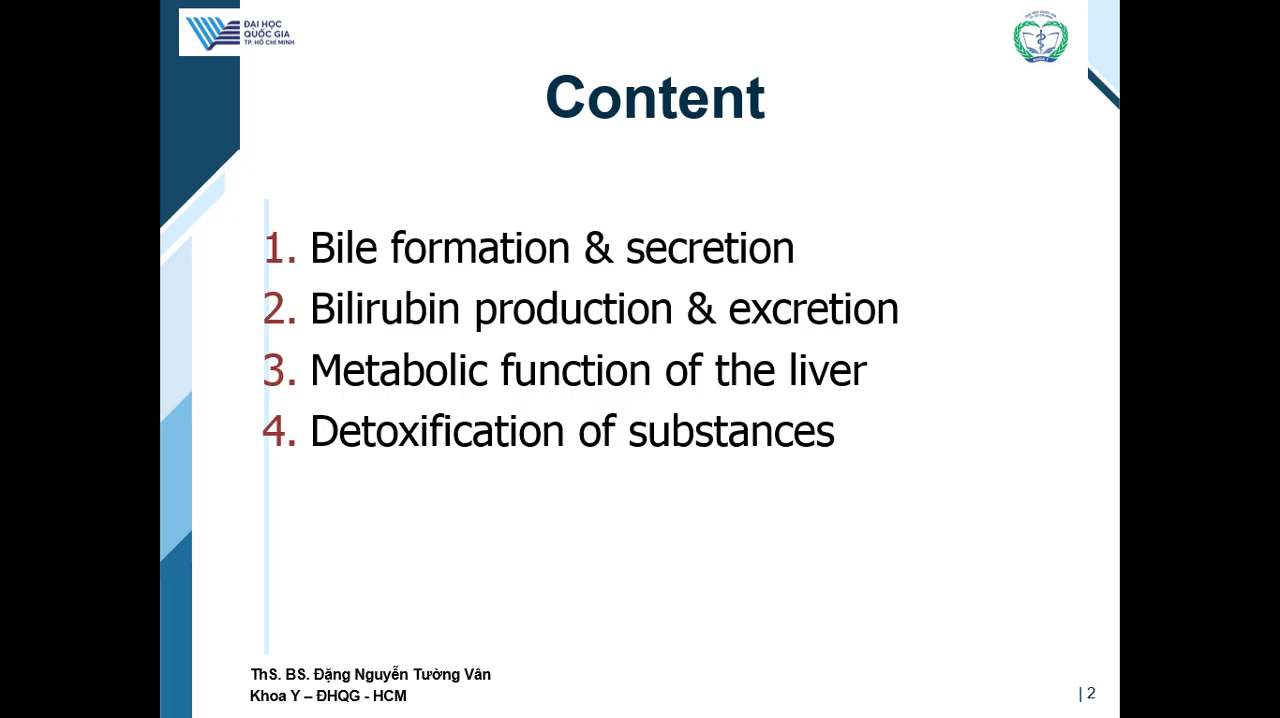 ĐẠI HỌC
QUỐC GIA
TP. HỒ CHÍ MINH
Content
1. Bile formation & secretion
2. Bilirubin production & excretion
3. Metabolic function of the liver
4. Detoxification of substances
ThS. BS. Đặng Nguyễn Tường Vân
Khoa Y – ĐHQG - HCM
| 2